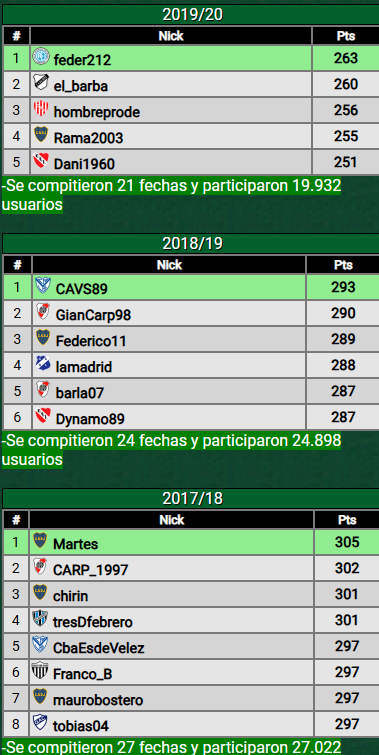 2019/20
# Nick Pts
1 feder212 263
2 el_barba 260
3 hombreprode 256
4 Rama2003 255
5 Dani1960 251
-Se compitieron 21 fechas y participaron 19.932
usuarios
2018/19
# Nick Pts
1 CAVS89 293
2 GianCarp98 290
3 Federico11 289
4 lamadrid 288
5 barla07 287
6 Dynamo89 287
-Se compitieron 24 fechas y participaron 24.898
usuarios
2017/18
# Nick Pts
1 Martes 305
2 CARP_1997 302
3 chirin 301
4 tresDfebrero 301
5 CbaEsdeVelez 297
6 Franco_B 297
7 maurobostero 297
8 tobias04 297
-Se compitieron 27 fechas y participaron 27.022